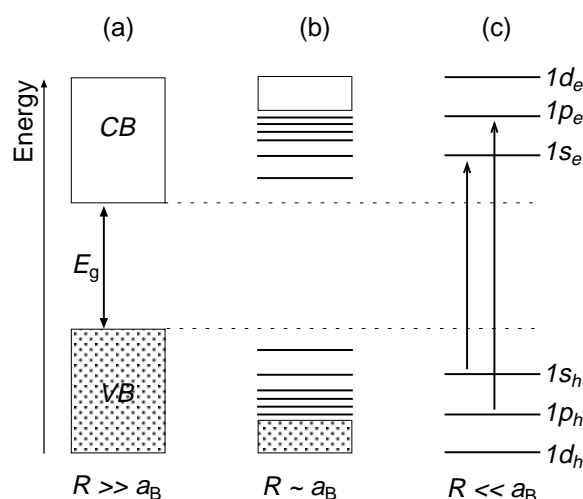 (a) (b) (c)
Energy
CB
E_g
VB
1d_e
1p_e
1s_e
1s_h
1p_h
1d_h
R >> a_B R ~ a_B R << a_B